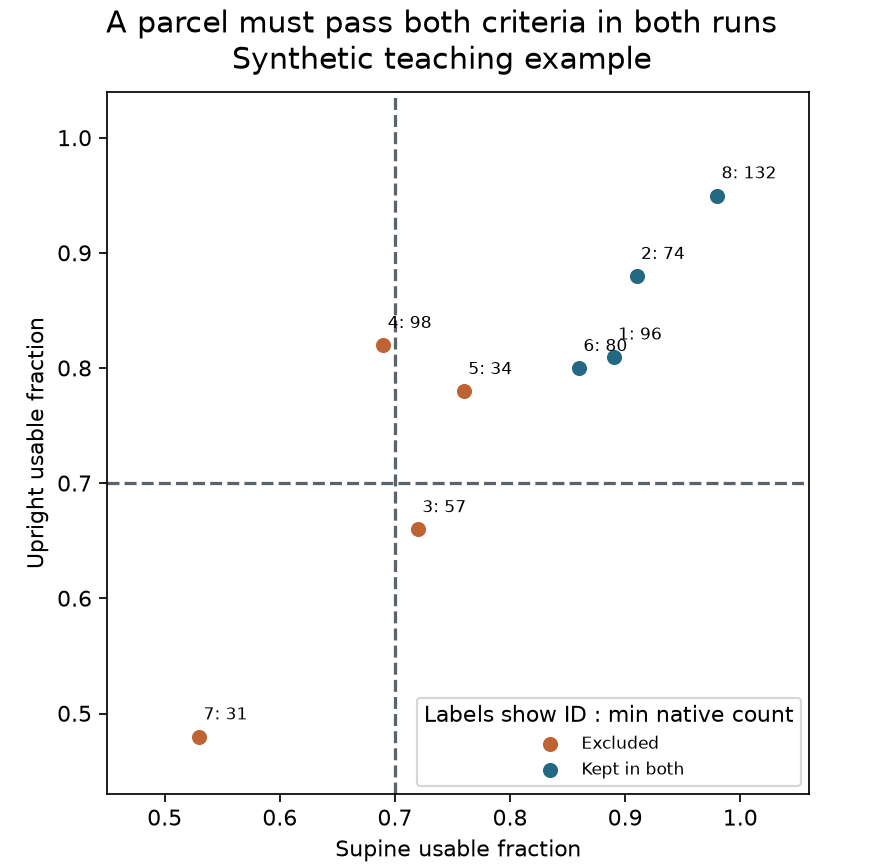 A parcel must pass both criteria in both runs
Synthetic teaching example
Upright usable fraction
1.0
0.9
0.8
0.7
0.6
0.5
8: 132
2: 74
4: 98
1: 96
6: 80
5: 34
3: 57
7: 31
Labels show ID : min native count
Excluded
Kept in both
0.5 0.6 0.7 0.8 0.9 1.0
Supine usable fraction